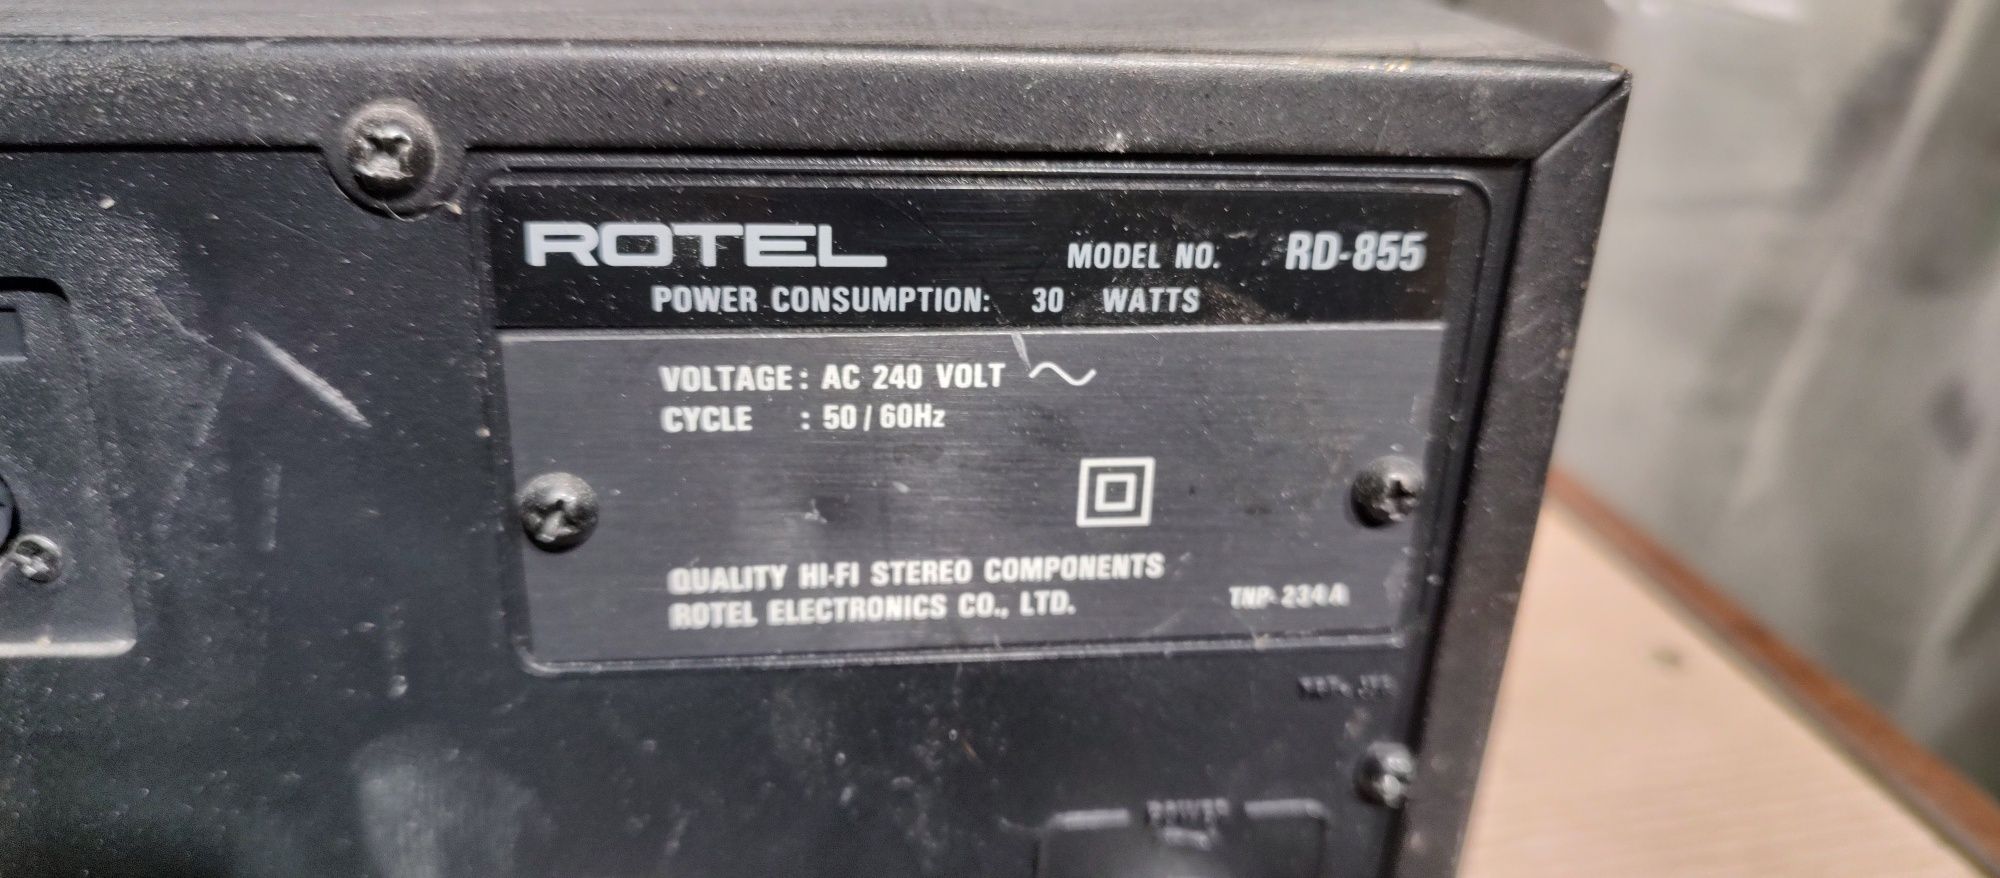 ROTEL MODEL NO. RD-855
POWER CONSUMPTION: 30 WATTS
VOLTAGE: AC 240 VOLT ~
CYCLE : 50/60Hz
QUALITY HI-FI STEREO COMPONENTS
ROTEL ELECTRONICS CO., LTD.
TNP-234A
POWER